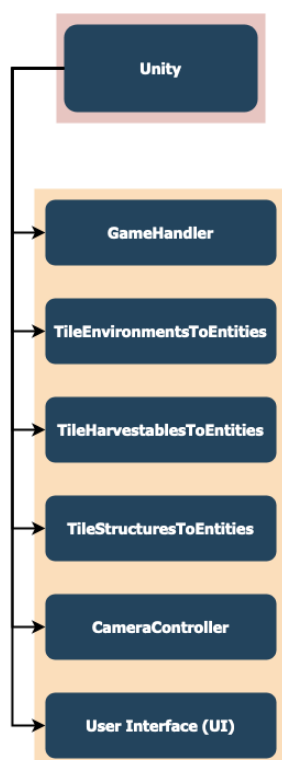 Unity
GameHandler
TileEnvironmentsToEntities
TileHarvestablesToEntities
TileStructuresToEntities
CameraController
User Interface (UI)